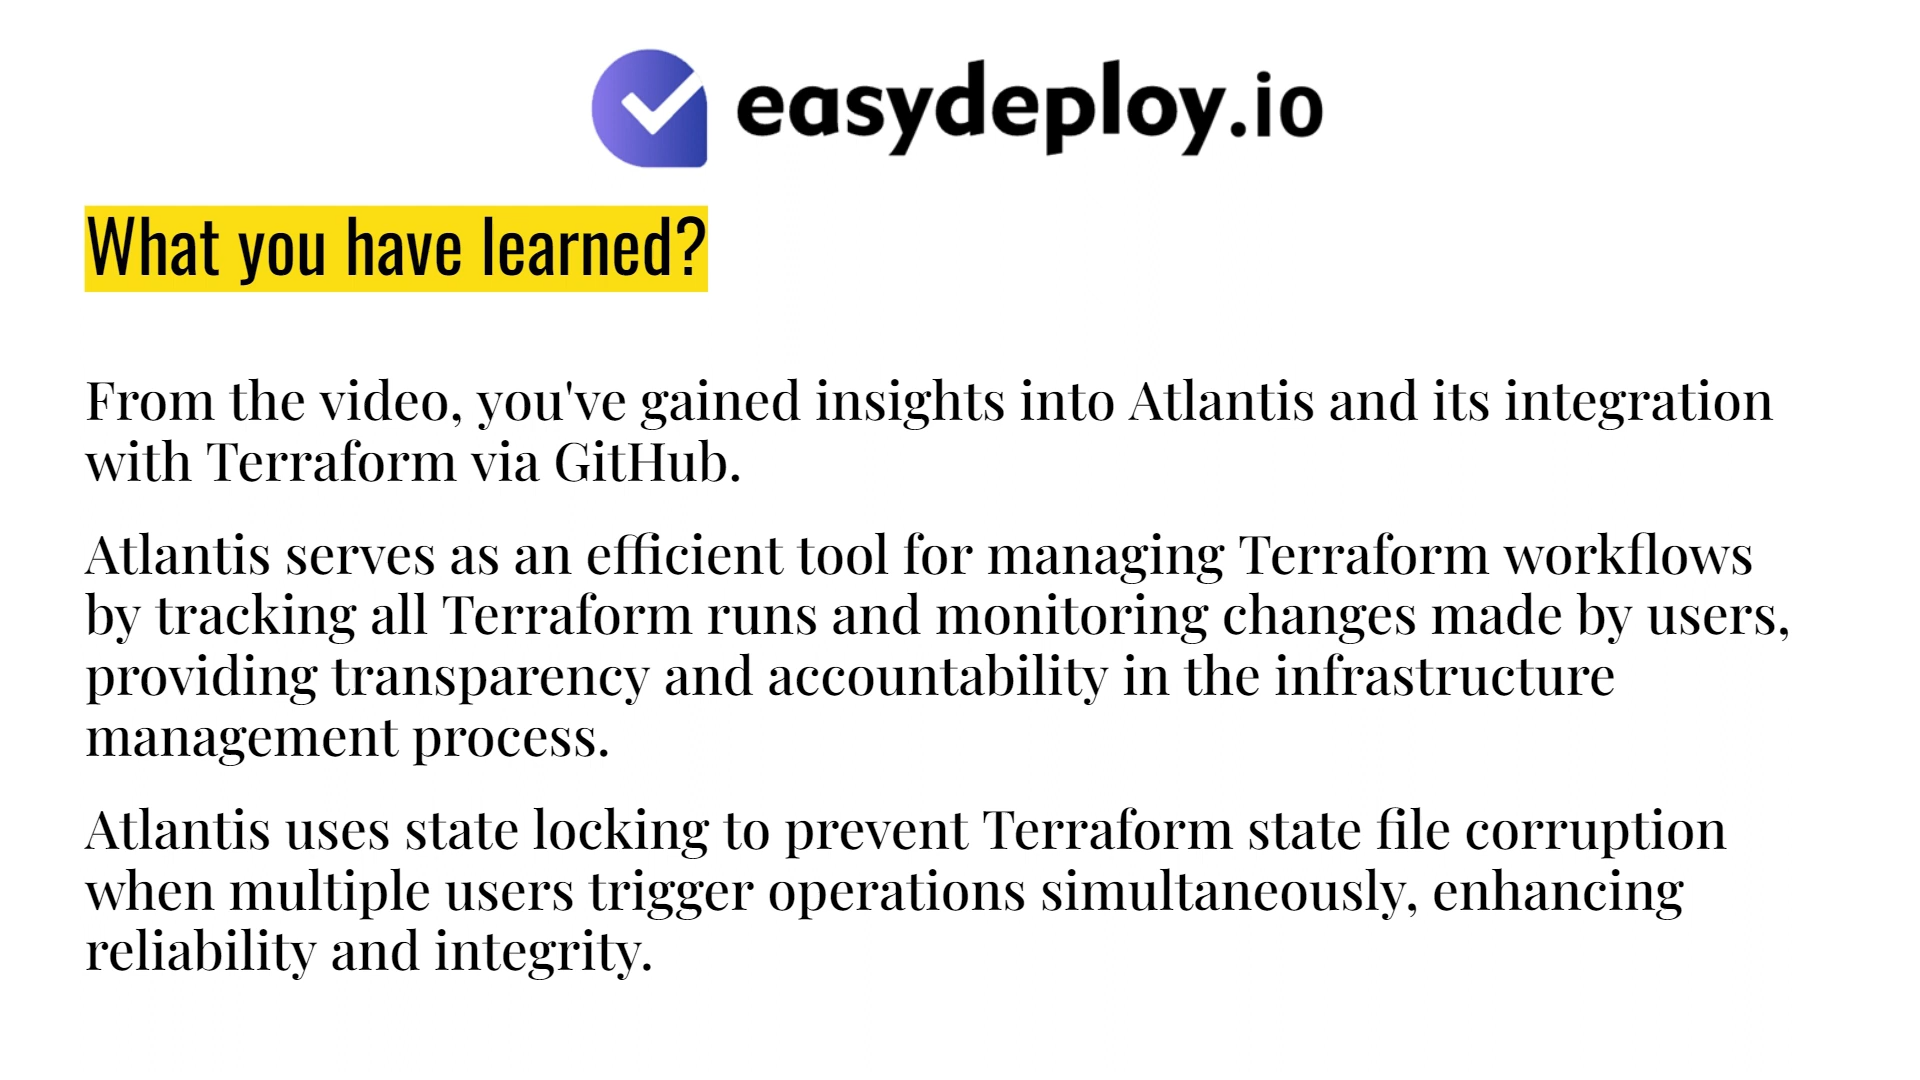 easydeploy.io
What you have learned?
From the video, you've gained insights into Atlantis and its integration
with Terraform via GitHub.
Atlantis serves as an efficient tool for managing Terraform workflows
by tracking all Terraform runs and monitoring changes made by users,
providing transparency and accountability in the infrastructure
management process.
Atlantis uses state locking to prevent Terraform state file corruption
when multiple users trigger operations simultaneously, enhancing
reliability and integrity.